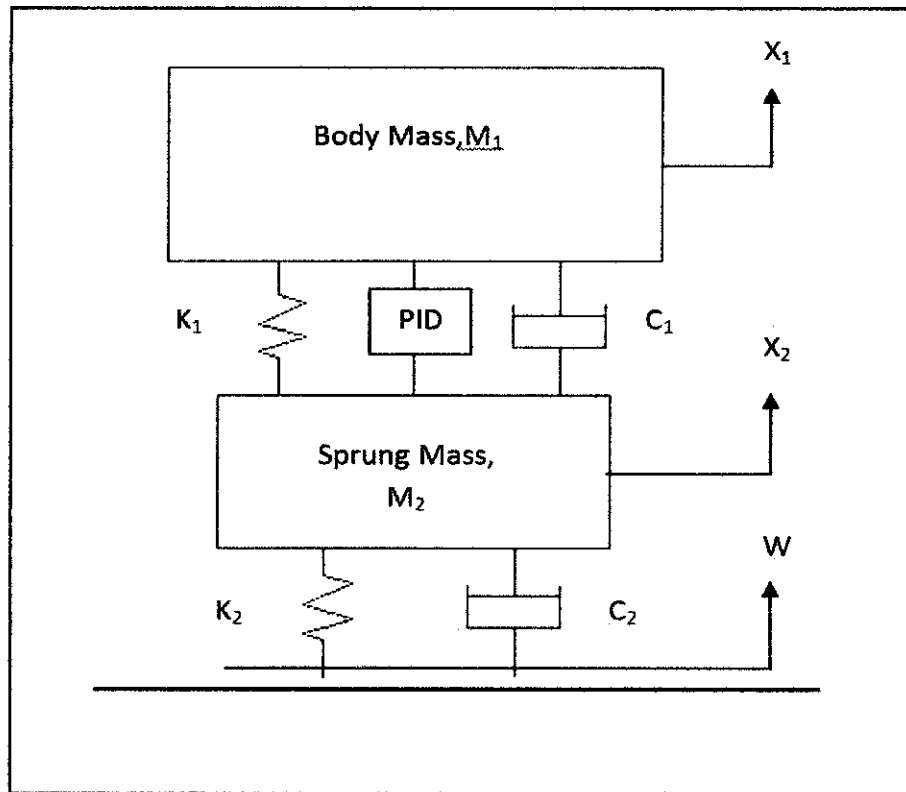 X₁
Body Mass,M₁
K₁
PID
C₁
X₂
Sprung Mass,
M₂
W
K₂
C₂